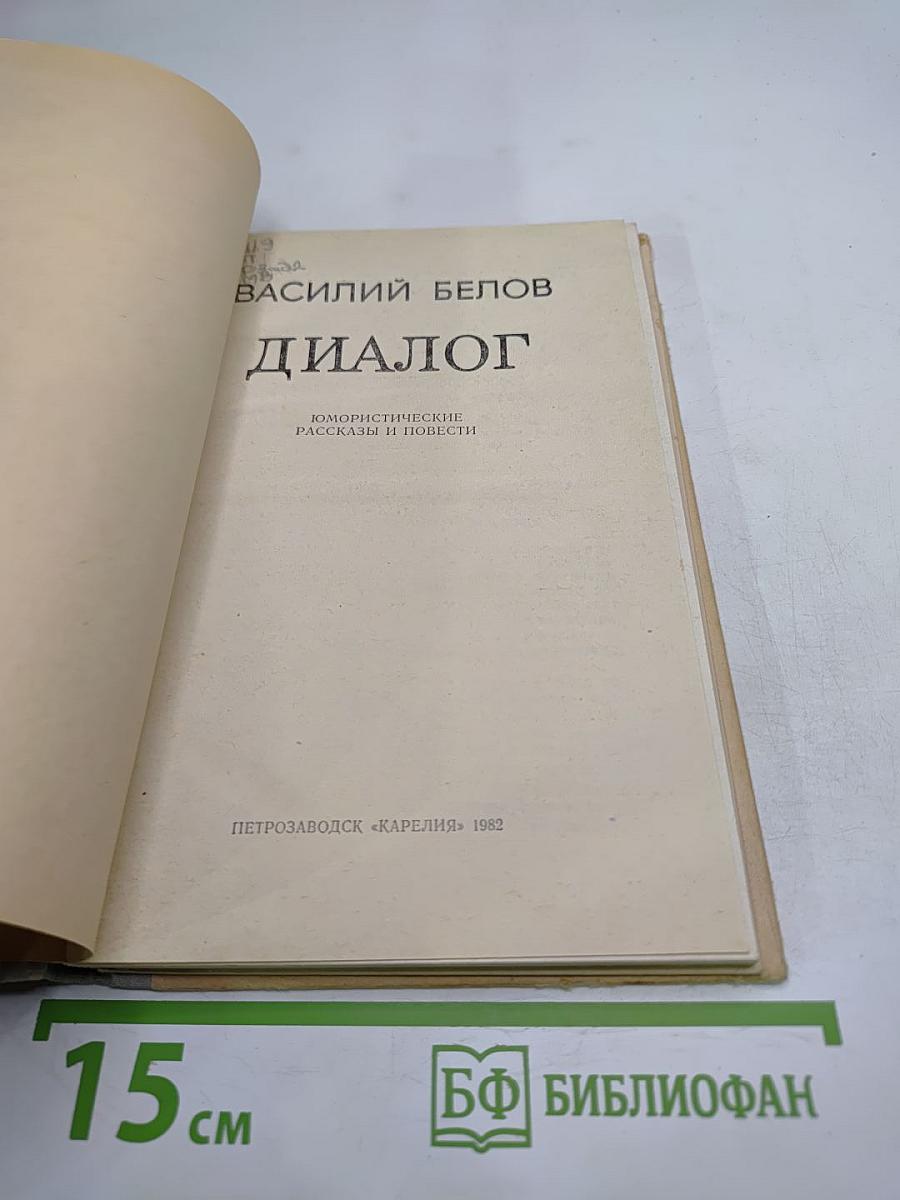 ВАСИЛИЙ БЕЛОВ
ДИАЛОГ
ЮМОРИСТИЧЕСКИЕ
РАССКАЗЫ И ПОВЕСТИ
ПЕТРОЗАВОДСК «КАРЕЛИЯ» 1982
15 см
БФ БИБЛИОФАН